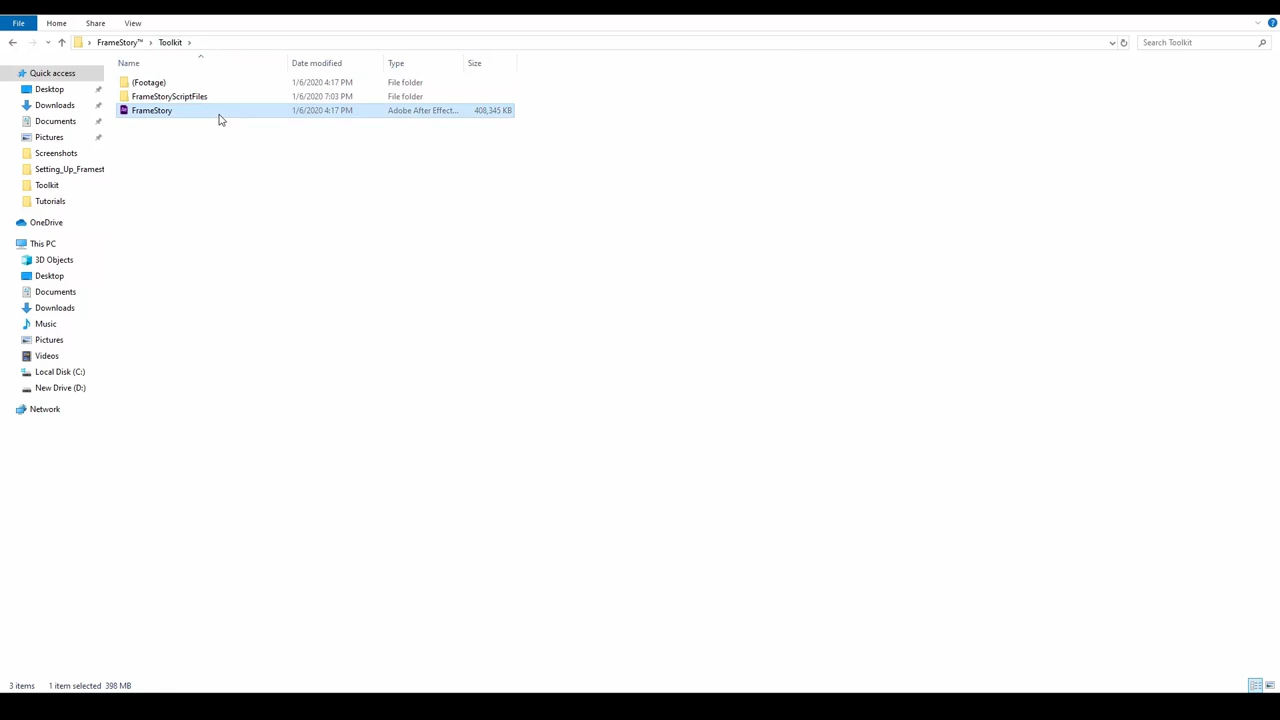 File Home Share View
FrameStory™ Toolkit Search Toolkit
Name Date modified Type Size
Quick access
Desktop
Downloads
Documents
Pictures
Screenshots
Setting_Up_Framest
Toolkit
Tutorials
OneDrive
This PC
3D Objects
Desktop
Documents
Downloads
Music
Pictures
Videos
Local Disk (C:)
New Drive (D:)
Network
(Footage) 1/6/2020 4:17 PM File folder
FrameStoryScriptFiles 1/6/2020 7:03 PM File folder
FrameStory 1/6/2020 4:17 PM Adobe After Effect... 408,345 KB
3 items 1 item selected 398 MB